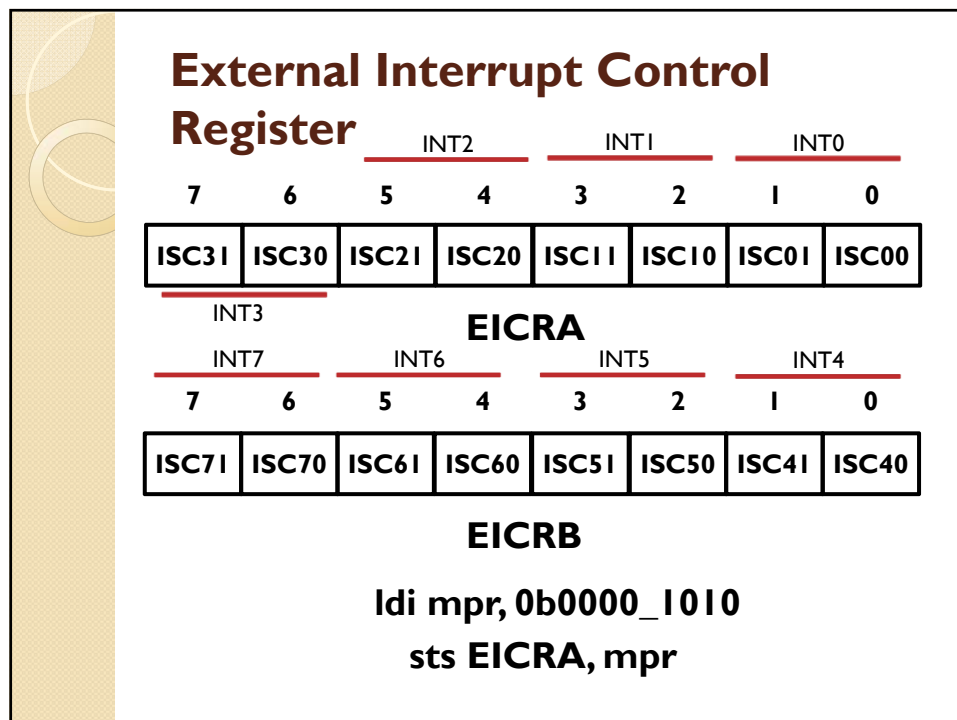 External Interrupt Control
Register
INT2 INT1 INT0
7 6 5 4 3 2 1 0
ISC31 ISC30 ISC21 ISC20 ISC11 ISC10 ISC01 ISC00
INT3
EICRA
INT7 INT6 INT5 INT4
7 6 5 4 3 2 1 0
ISC71 ISC70 ISC61 ISC60 ISC51 ISC50 ISC41 ISC40
EICRB
ldi mpr, 0b0000_1010
sts EICRA, mpr